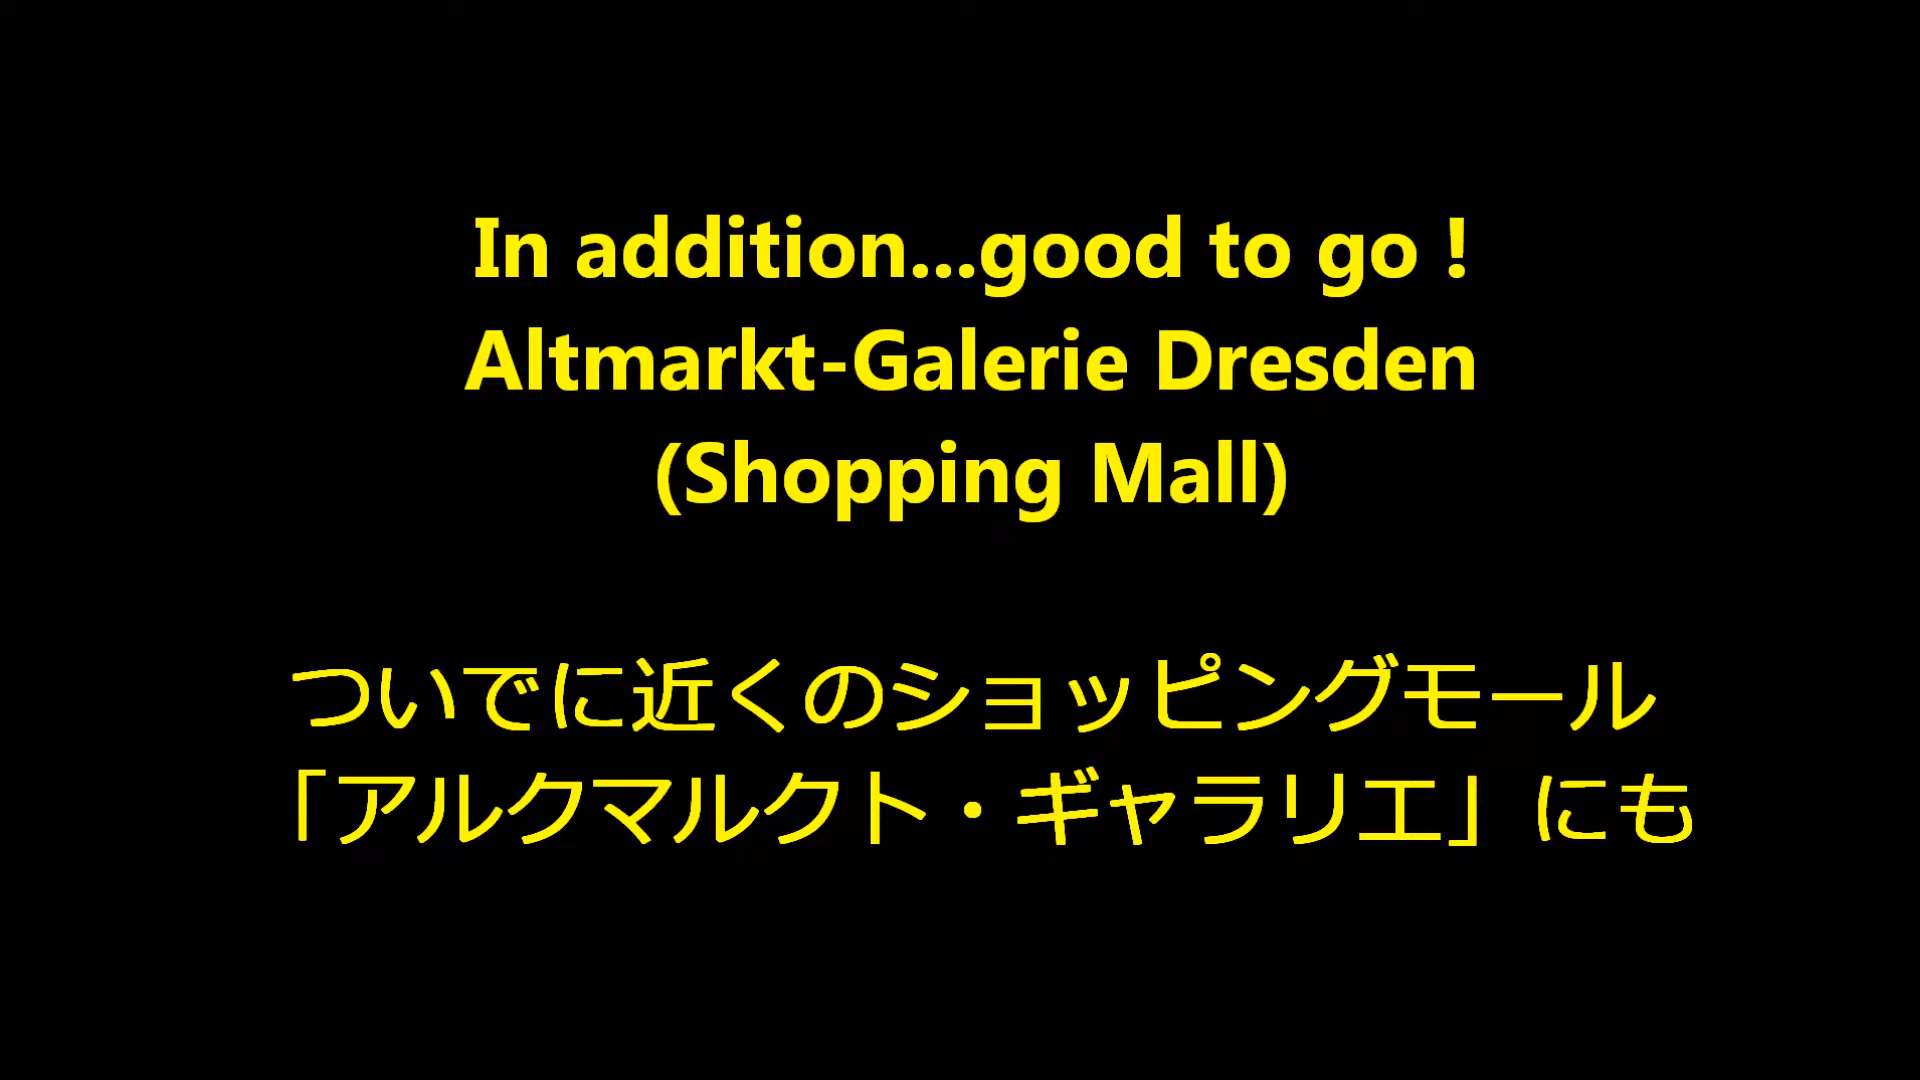 In addition...good to go !
Altmarkt-Galerie Dresden
(Shopping Mall)
ついでに近くのショッピングモール
「アルクマルクト・ギャラリエ」にも